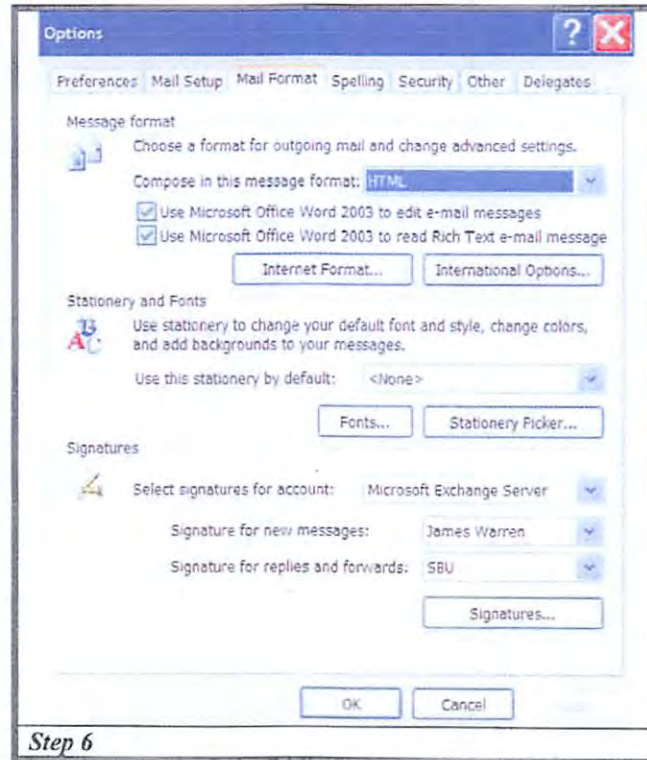 Options
Preferences Mail Setup Mail Format Spelling Security Other Delegates
Message format
Choose a format for outgoing mail and change advanced settings.
Compose in this message format: HTML
Use Microsoft Office Word 2003 to edit e-mail messages
Use Microsoft Office Word 2003 to read Rich Text e-mail message
Internet Format... International Options...
Stationery and Fonts
Use stationery to change your default font and style, change colors,
and add backgrounds to your messages.
Use this stationery by default: <None>
Fonts... Stationery Picker...
Signatures
Select signatures for account: Microsoft Exchange Server
Signature for new messages: James Warren
Signature for replies and forwards: SBU
Signatures...
OK Cancel
Step 6